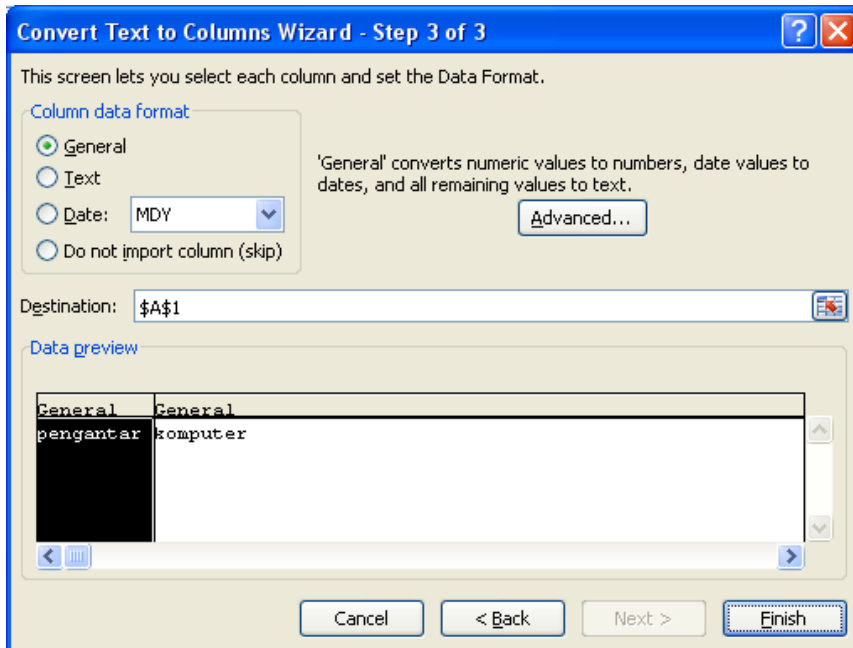 Convert Text to Columns Wizard - Step 3 of 3
This screen lets you select each column and set the Data Format.
Column data format
General
Text
Date: MDY
Do not import column (skip)
'General' converts numeric values to numbers, date values to
dates, and all remaining values to text.
Advanced...
Destination: $A$1
Data preview
General General
pengantar komputer
Cancel < Back Next > Finish